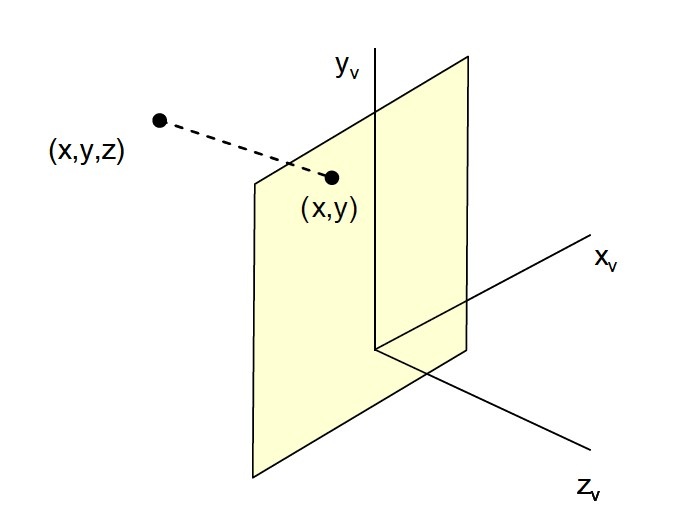 y_v
(x,y,z)
(x,y)
x_v
z_v